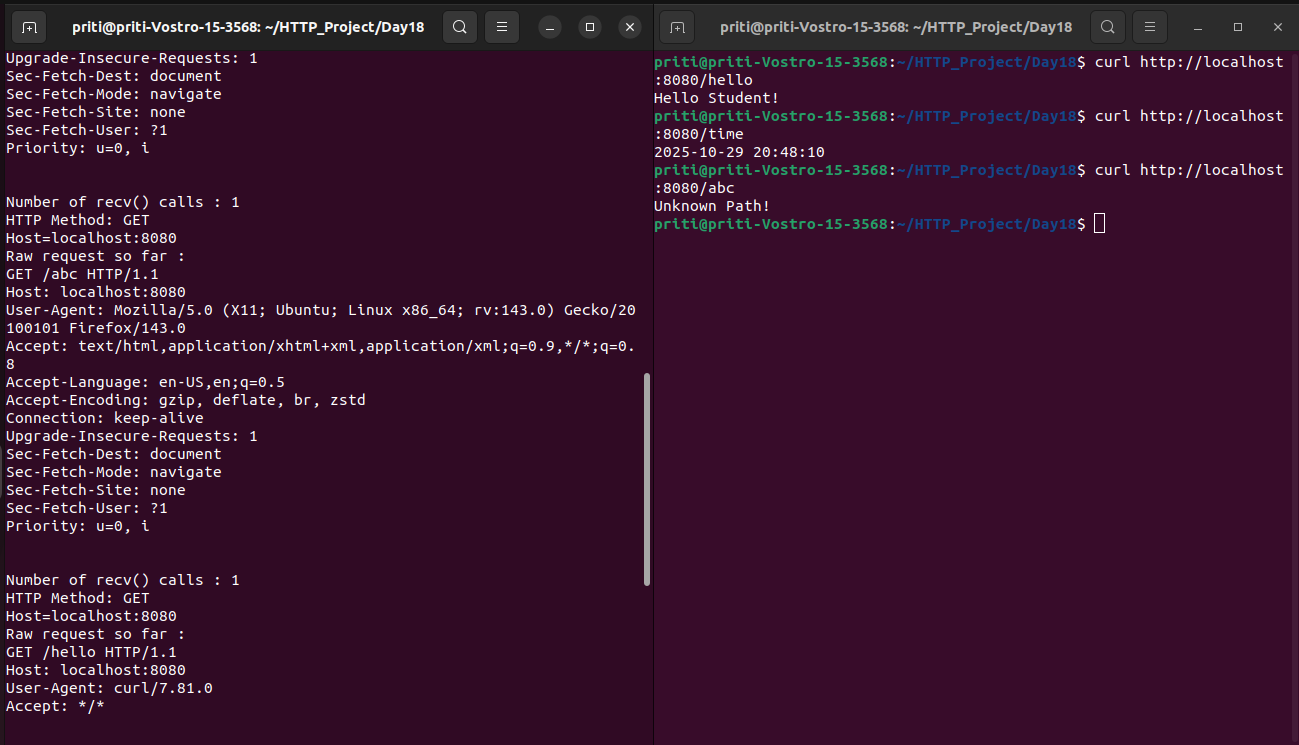 priti@priti-Vostro-15-3568: ~/HTTP_Project/Day18
Upgrade-Insecure-Requests: 1
Sec-Fetch-Dest: document
Sec-Fetch-Mode: navigate
Sec-Fetch-Site: none
Sec-Fetch-User: ?1
Priority: u=0, i
Number of recv() calls : 1
HTTP Method: GET
Host=localhost:8080
Raw request so far :
GET /abc HTTP/1.1
Host: localhost:8080
User-Agent: Mozilla/5.0 (X11; Ubuntu; Linux x86_64; rv:143.0) Gecko/20
100101 Firefox/143.0
Accept: text/html,application/xhtml+xml,application/xml;q=0.9,*/*;q=0.
8
Accept-Language: en-US,en;q=0.5
Accept-Encoding: gzip, deflate, br, zstd
Connection: keep-alive
Upgrade-Insecure-Requests: 1
Sec-Fetch-Dest: document
Sec-Fetch-Mode: navigate
Sec-Fetch-Site: none
Sec-Fetch-User: ?1
Priority: u=0, i
Number of recv() calls : 1
HTTP Method: GET
Host=localhost:8080
Raw request so far :
GET /hello HTTP/1.1
Host: localhost:8080
User-Agent: curl/7.81.0
Accept: */*
priti@priti-Vostro-15-3568: ~/HTTP_Project/Day18
priti@priti-Vostro-15-3568:~/HTTP_Project/Day18$ curl http://localhost
:8080/hello
Hello Student!
priti@priti-Vostro-15-3568:~/HTTP_Project/Day18$ curl http://localhost
:8080/time
2025-10-29 20:48:10
priti@priti-Vostro-15-3568:~/HTTP_Project/Day18$ curl http://localhost
:8080/abc
Unknown Path!
priti@priti-Vostro-15-3568:~/HTTP_Project/Day18$